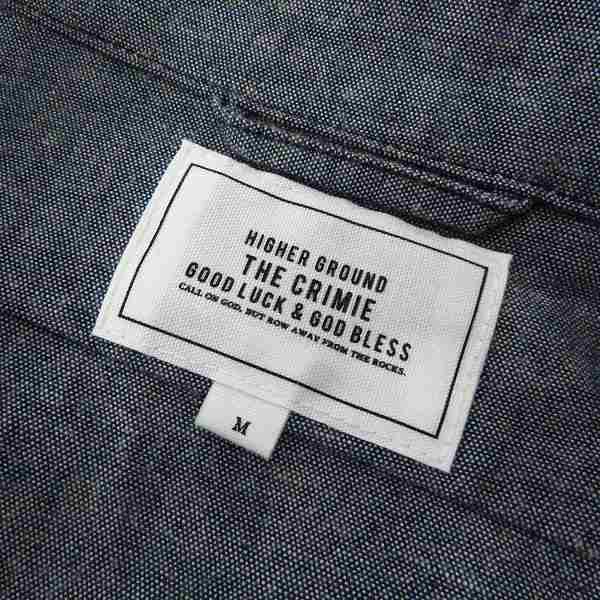 HIGHER GROUND
THE CRIMIE
GOOD LUCK & GOD BLESS
CALL ON GOD, BUT ROW AWAY FROM THE ROCKS.
M